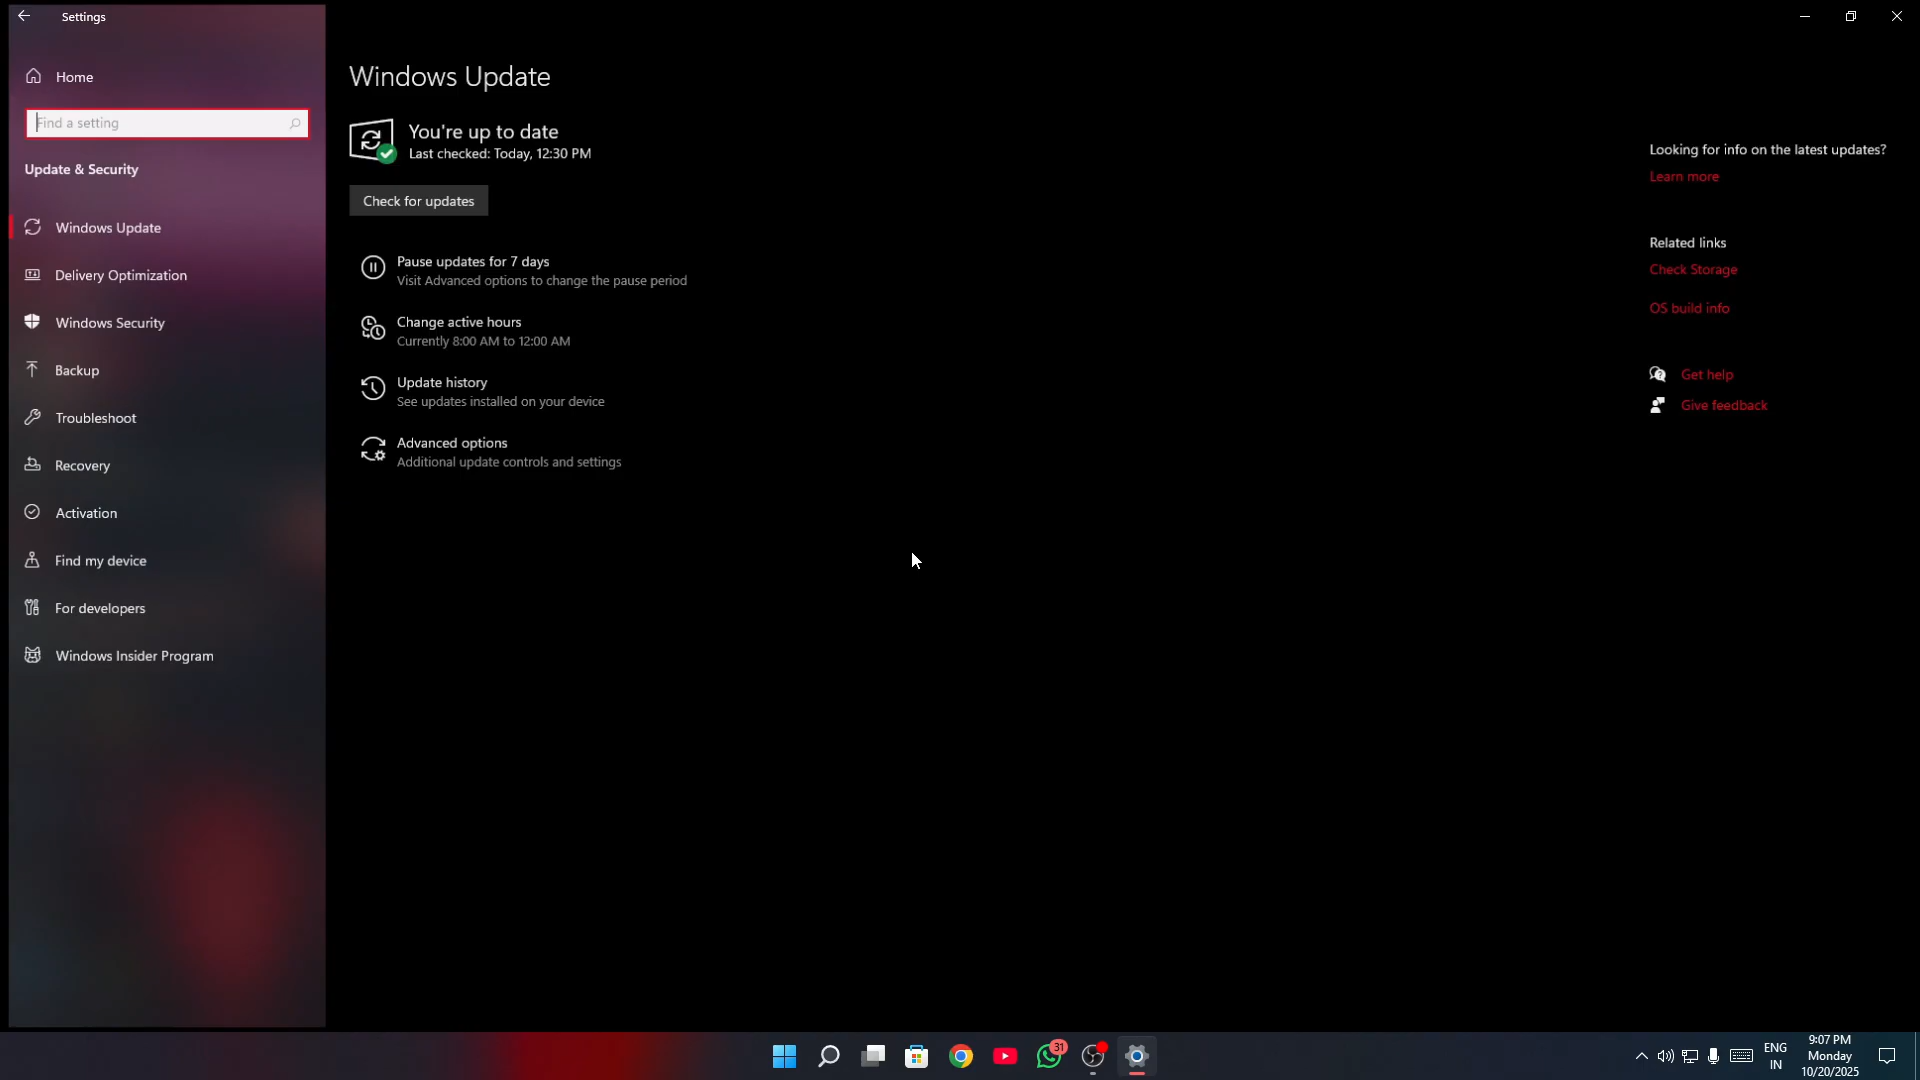 Settings
Home
Find a setting
Update & Security
Windows Update
Delivery Optimization
Windows Security
Backup
Troubleshoot
Recovery
Activation
Find my device
For developers
Windows Insider Program
Windows Update
You're up to date
Last checked: Today, 12:30 PM
Check for updates
Pause updates for 7 days
Visit Advanced options to change the pause period
Change active hours
Currently 8:00 AM to 12:00 AM
Update history
See updates installed on your device
Advanced options
Additional update controls and settings
Looking for info on the latest updates?
Learn more
Related links
Check Storage
OS build info
Get help
Give feedback
31
ENG
IN
9:07 PM
Monday
10/20/2025